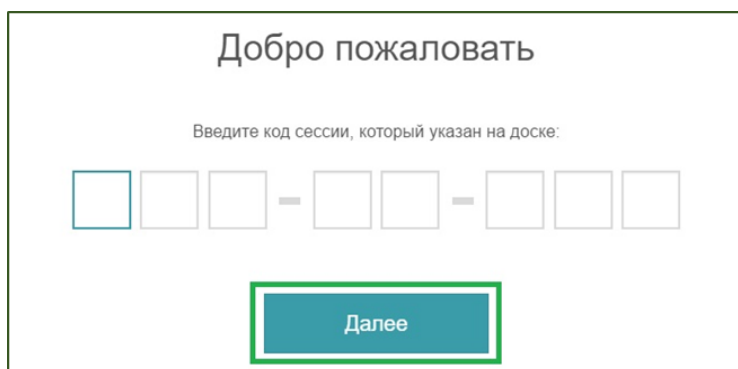 Добро пожаловать
Введите код сессии, который указан на доске:
Далее